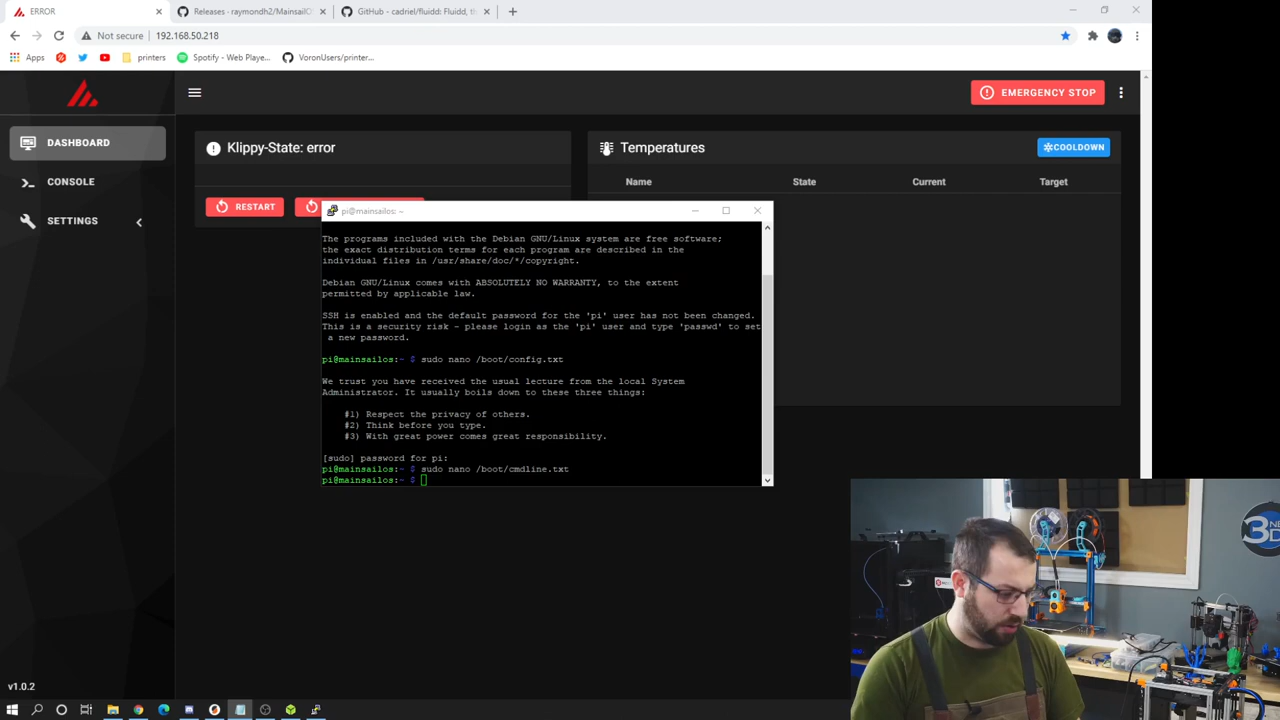 ERROR
Releases · raymondh2/MainsailO
GitHub - cadriel/fluidd: Fluidd, t
Not secure 192.168.50.218
Apps
printers
Spotify - Web Playe...
VoronUsers/printer...
EMERGENCY STOP
DASHBOARD
CONSOLE
SETTINGS
v1.0.2
Klippy-State: error
RESTART
Temperatures
COOLDOWN
Name State Current Target
pi@mainsailos: ~
The programs included with the Debian GNU/Linux system are free software;
the exact distribution terms for each program are described in the
individual files in /usr/share/doc/*/copyright.
Debian GNU/Linux comes with ABSOLUTELY NO WARRANTY, to the extent
permitted by applicable law.
SSH is enabled and the default password for the 'pi' user has not been changed.
This is a security risk - please login as the 'pi' user and type 'passwd' to set
a new password.
pi@mainsailos:~ $ sudo nano /boot/config.txt
We trust you have received the usual lecture from the local System
Administrator. It usually boils down to these three things:
#1) Respect the privacy of others.
#2) Think before you type.
#3) With great power comes great responsibility.
[sudo] password for pi:
pi@mainsailos:~ $ sudo nano /boot/cmdline.txt
pi@mainsailos:~ $
3D